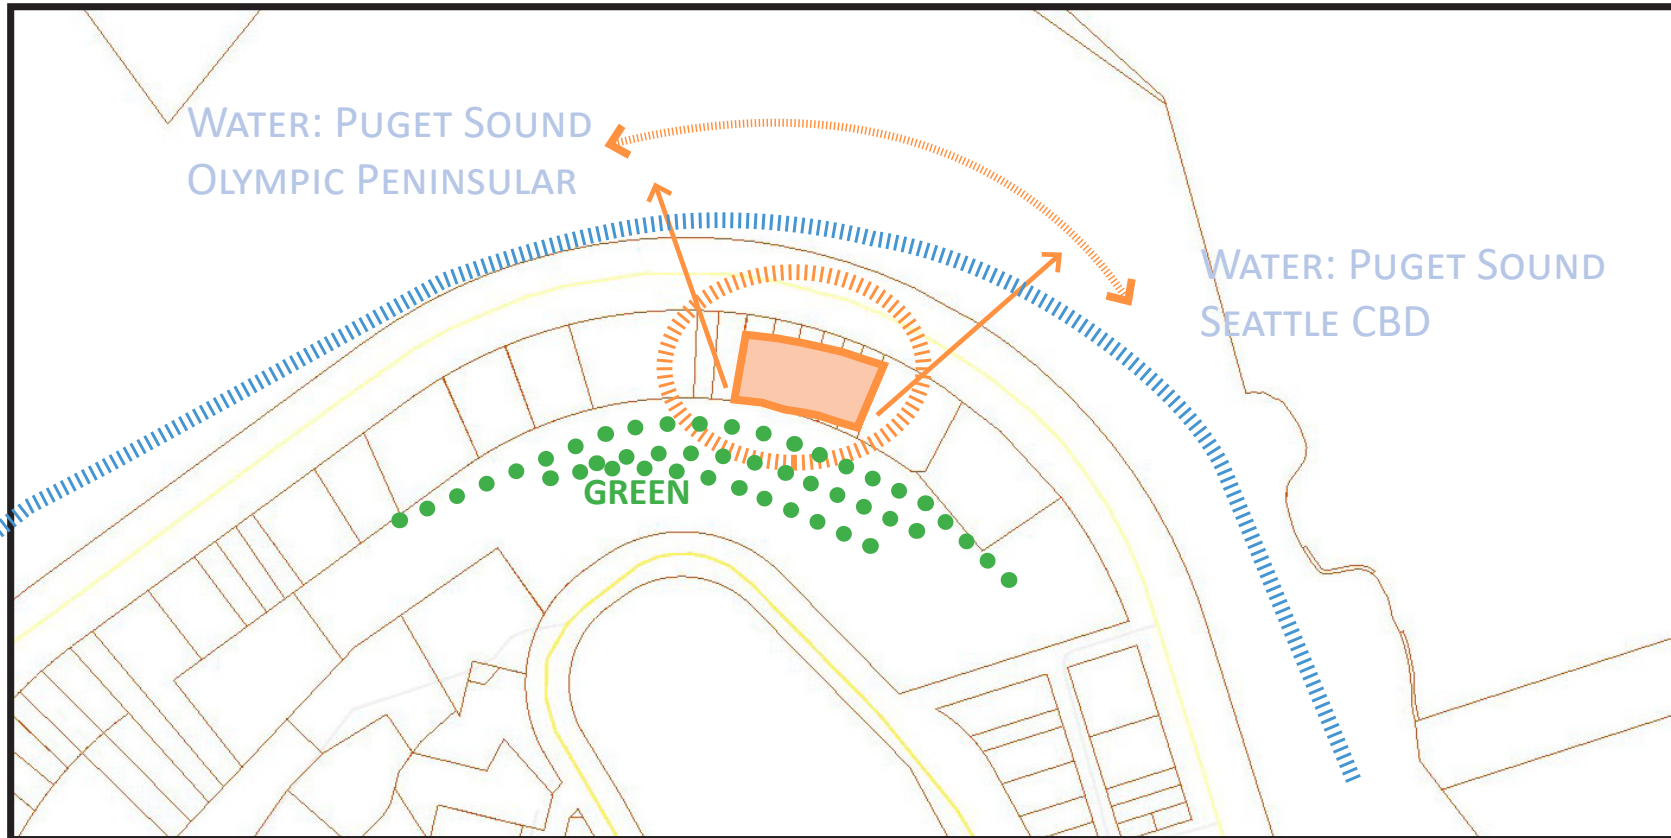 Water: Puget Sound
Olympic Peninsular
Water: Puget Sound
Seattle CBD
GREEN